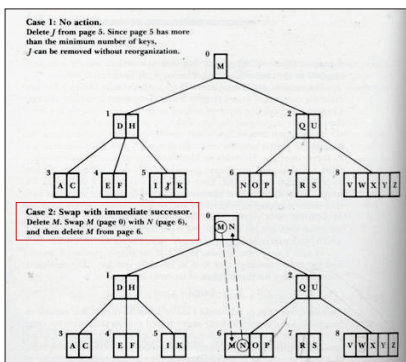 Case 1: No action.
Delete J from page 5. Since page 5 has more
than the minimum number of keys,
J can be removed without reorganization.
0
M
1
D H
2
Q U
3
A C
4
E F
5
I J K
6
N O P
7
R S
8
V W X Y Z
Case 2: Swap with immediate successor.
Delete M. Swap M (page 0) with N (page 6),
and then delete M from page 6.
0
M N
1
D H
2
Q U
3
A C
4
E F
5
I K
6
M N O P
7
R S
8
V W X Y Z